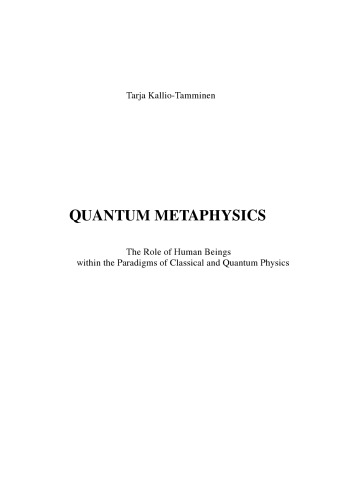 Tarja Kallio-Tamminen
QUANTUM METAPHYSICS
The Role of Human Beings
within the Paradigms of Classical and Quantum Physics